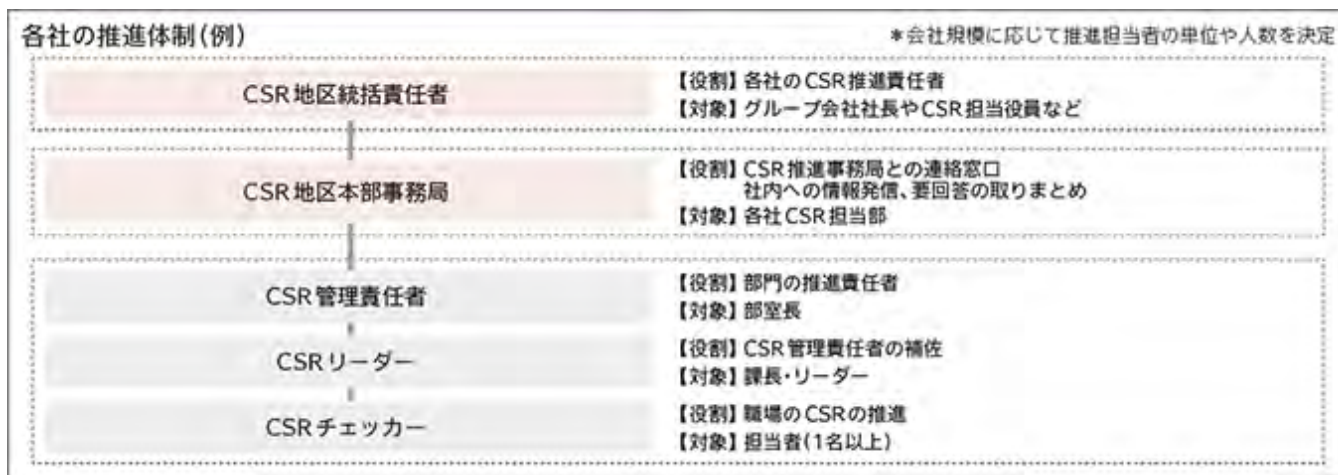 各社の推進体制(例)
*会社規模に応じて推進担当者の単位や人数を決定
CSR地区統括責任者
【役割】各社のCSR推進責任者
【対象】グループ会社社長やCSR担当役員など
CSR地区本部事務局
【役割】CSR推進事務局との連絡窓口
社内への情報発信、要回答の取りまとめ
【対象】各社CSR担当部
CSR管理責任者
【役割】部門の推進責任者
【対象】部室長
CSRリーダー
【役割】CSR管理責任者の補佐
【対象】課長・リーダー
CSRチェッカー
【役割】職場のCSRの推進
【対象】担当者(1名以上)